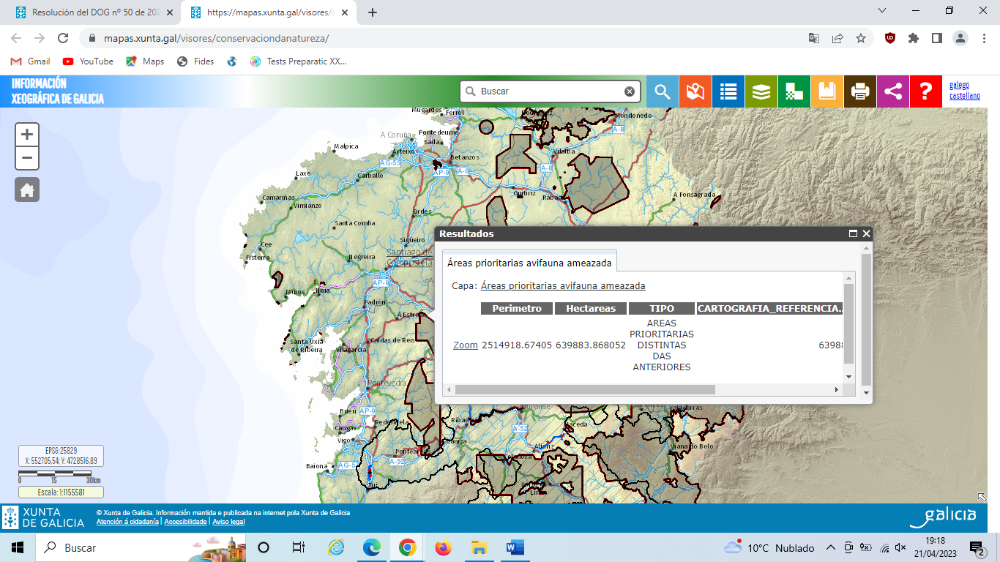 Resolución del DOG nº 50 de 202
https://mapas.xunta.gal/visores/c
mapas.xunta.gal/visores/conservaciondanatureza/
Gmail
YouTube
Maps
Fides
Tests Preparatic XX...
INFORMACIÓN
XEOGRÁFICA DE GALICIA
Buscar
?
galego
castellano
+
−
Mugardos
Ferrol
Mondoñedo
A-8
Pontedeume
A Coruña
Sada
Malpica
Arteixo
Betanzos
Vilalba
AG-55
AP-9
A-6
A-8
Laxe
Carballo
Guitiriz
Rábade
A Fonsagrada
Camariñas
Vimianzo
Ordes
Santa Comba
Sigüeiro
Cee
Fisterra
Negreira
Santiago de
Compostela
AP-9
Muros
Noia
Padrón
A Estrada
Santa Uxía
de Ribeira
Caldas de Reis
Vilagarcía
Pontevedra
Resultados
Áreas prioritarias avifauna ameazada
Capa: Áreas prioritarias avifauna ameazada
Perimetro Hectareas TIPO CARTOGRAFIA_REFERENCIA.
Zoom 2514918.67405 639883.868052 AREAS
PRIORITARIAS
DISTINTAS
DAS
ANTERIORES
6398
Bueu
AP-9
Redondela
Cangas
Vigo
A-52
Maceda
Valdeorras
Allariz
Viana do Bolo
Baiona
AG-5
A-52
Tui
EPSG:25829
X: 552705.54; Y: 4728516.89
0 15 30km
Escala: 1:1155581
XUNTA
DE GALICIA
© Xunta de Galicia. Información mantida e publicada na internet pola Xunta de Galicia
Atención á cidadanía | Accesibilidade | Aviso legal
galicia
Buscar
10°C Nublado
19:18
21/04/2023
2